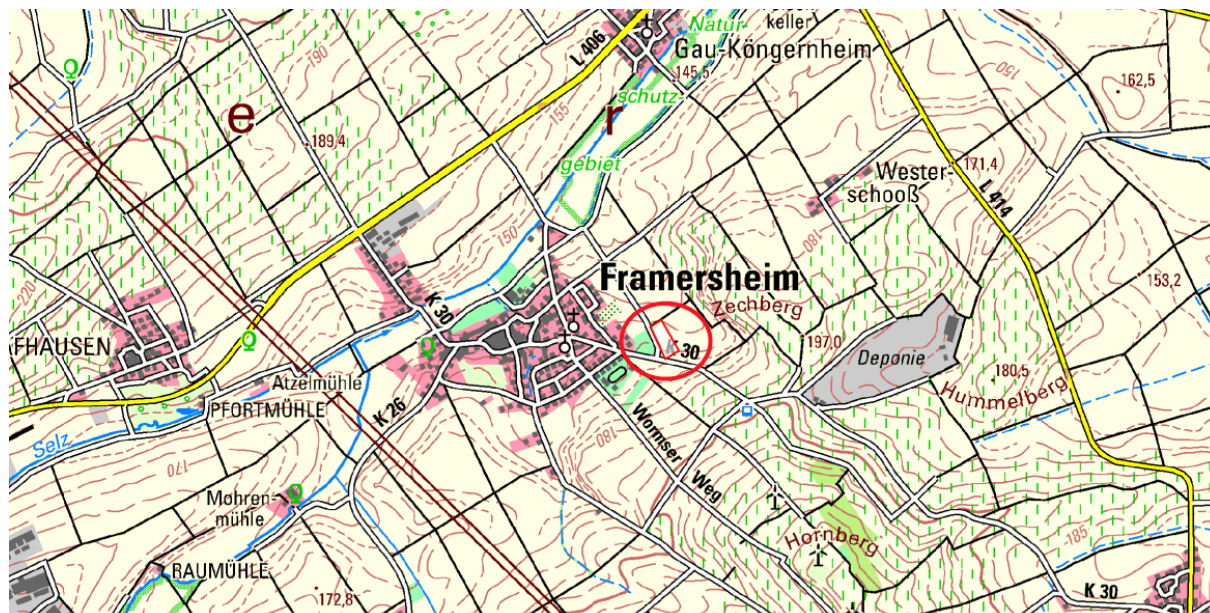 keller
Natur-
Gau-Köngernheim
L 406
145,5
190
155
150
162,5
schutz-
e
r
189,4
gebiet
Wester-
schooß
171,4
L 414
220
150
180
153,2
Framersheim
Zechberg
K 30
K 30
197,0
Deponie
180,5
Hummelberg
FHAUSEN
Atzelmühle
PFORTMÜHLE
K 26
Selz
170
180
Wormser
Weg
Mohren-
mühle
Hornberg
185
RAUMÜHLE
172,8
K 30